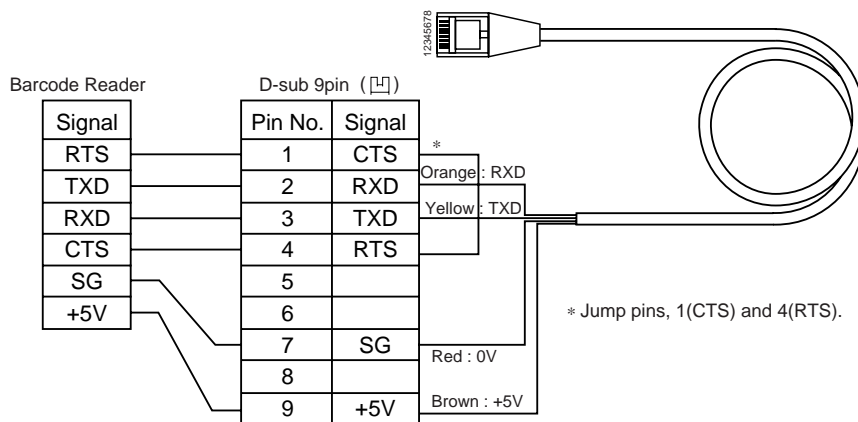 12345678
Barcode Reader
D-sub 9pin ( )
Signal Pin No. Signal
RTS 1 CTS *
Orange : RXD
TXD 2 RXD
Yellow : TXD
RXD 3 TXD
CTS 4 RTS
SG 5
+5V 6
* Jump pins, 1(CTS) and 4(RTS).
7 SG
Red : 0V
8
Brown : +5V
9 +5V